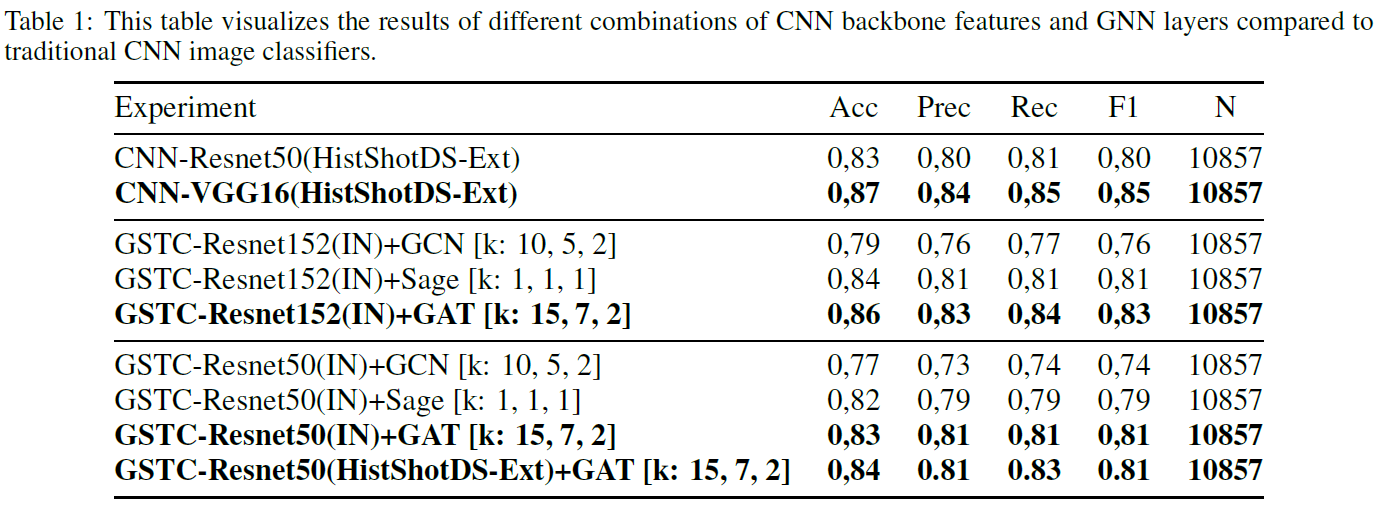 Table 1: This table visualizes the results of different combinations of CNN backbone features and GNN layers compared to
traditional CNN image classifiers.
Experiment Acc Prec Rec F1 N
CNN-Resnet50(HistShotDS-Ext) 0,83 0,80 0,81 0,80 10857
CNN-VGG16(HistShotDS-Ext) 0,87 0,84 0,85 0,85 10857
GSTC-Resnet152(IN)+GCN [k: 10, 5, 2] 0,79 0,76 0,77 0,76 10857
GSTC-Resnet152(IN)+Sage [k: 1, 1, 1] 0,84 0,81 0,81 0,81 10857
GSTC-Resnet152(IN)+GAT [k: 15, 7, 2] 0,86 0,83 0,84 0,83 10857
GSTC-Resnet50(IN)+GCN [k: 10, 5, 2] 0,77 0,73 0,74 0,74 10857
GSTC-Resnet50(IN)+Sage [k: 1, 1, 1] 0,82 0,79 0,79 0,79 10857
GSTC-Resnet50(IN)+GAT [k: 15, 7, 2] 0,83 0,81 0,81 0,81 10857
GSTC-Resnet50(HistShotDS-Ext)+GAT [k: 15, 7, 2] 0,84 0.81 0.83 0.81 10857